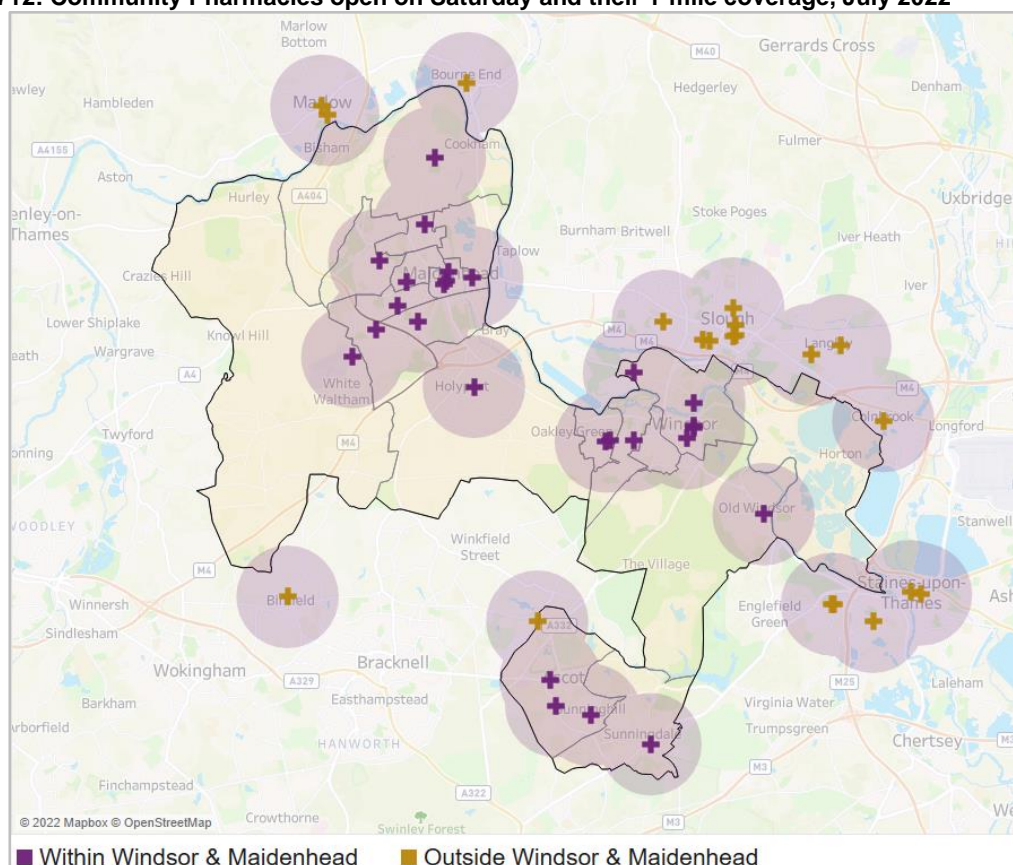 12: Community Pharmacies open on Saturday and their 1-mile coverage, July 2022
Marlow
Bottom
M40
Gerrards Cross
Bourne End
Hedgerley
Denham
Hambleden
Marlow
A4155
Bisham
Cookham
Fulmer
Aston
Hurley
A404
Uxbridge
enley-on-
Thames
Stoke Poges
Burnham
Britwell
Iver Heath
Taplow
Crazies Hill
Maidenhead
Iver
Lower Shiplake
Knowl Hill
Bray
M4
Slough
M4
Langley
Wargrave
A4
White
Waltham
Holyport
M4
Colnbrook
Longford
Twyford
Oakley Green
Windsor
M4
Horton
Old Windsor
Stanwell
Winkfield
Street
The Village
M4
Staines-upon-
Thames
Binfield
Englefield
Green
Winnersh
A332
Sindlesham
Bracknell
Wokingham
A329
Ascot
M25
Laleham
Barkham
Easthampstead
Sunninghill
Virginia Water
Sunningdale
Trumpsgreen
HANWORTH
Chertsey
M3
M3
Finchampstead
A322
© 2022 Mapbox © OpenStreetMap
Crowthorne
Swinley Forest
M3
Within Windsor & Maidenhead
Outside Windsor & Maidenhead